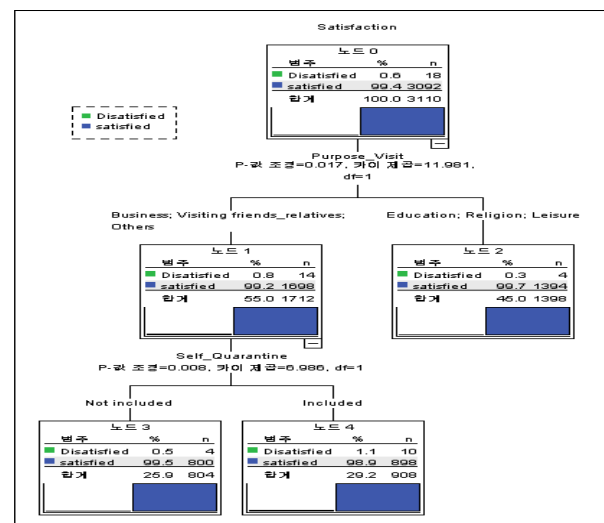 Satisfaction
노드 0
범주 % n
Disatisfied 0.6 18
satisfied 99.4 3092
합계 100.0 3110
Disatisfied
satisfied
Purpose_Visit
P-값 조정=0.017, 카이 제곱=11.981,
df=1
Business; Visiting friends_relatives;
Others
Education; Religion; Leisure
노드 1
범주 % n
Disatisfied 0.8 14
satisfied 99.2 1698
합계 55.0 1712
노드 2
범주 % n
Disatisfied 0.3 4
satisfied 99.7 1394
합계 45.0 1398
Self_Quarantine
P-값 조정=0.008, 카이 제곱=6.986, df=1
Not included
Included
노드 3
범주 % n
Disatisfied 0.5 4
satisfied 99.5 800
합계 25.9 804
노드 4
범주 % n
Disatisfied 1.1 10
satisfied 98.9 898
합계 29.2 908